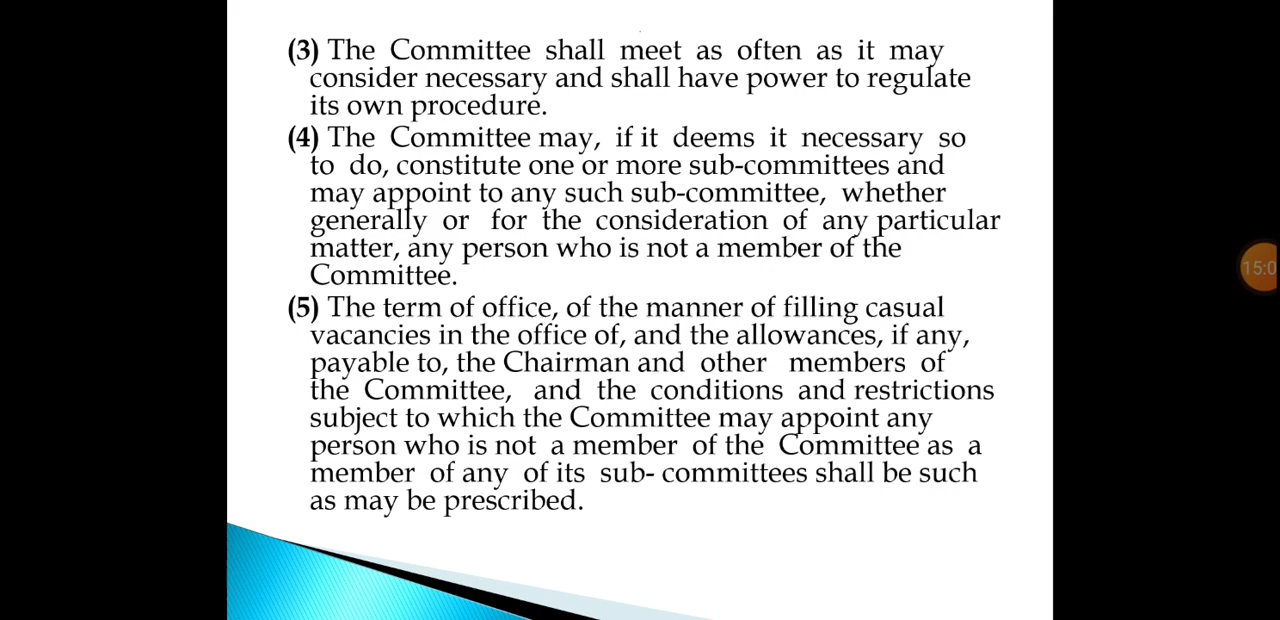 (3) The Committee shall meet as often as it may
consider necessary and shall have power to regulate
its own procedure.
(4) The Committee may, if it deems it necessary so
to do, constitute one or more sub-committees and
may appoint to any such sub-committee, whether
generally or for the consideration of any particular
matter, any person who is not a member of the
Committee.
(5) The term of office, of the manner of filling casual
vacancies in the office of, and the allowances, if any,
payable to, the Chairman and other members of
the Committee, and the conditions and restrictions
subject to which the Committee may appoint any
person who is not a member of the Committee as a
member of any of its sub- committees shall be such
as may be prescribed.
15:0